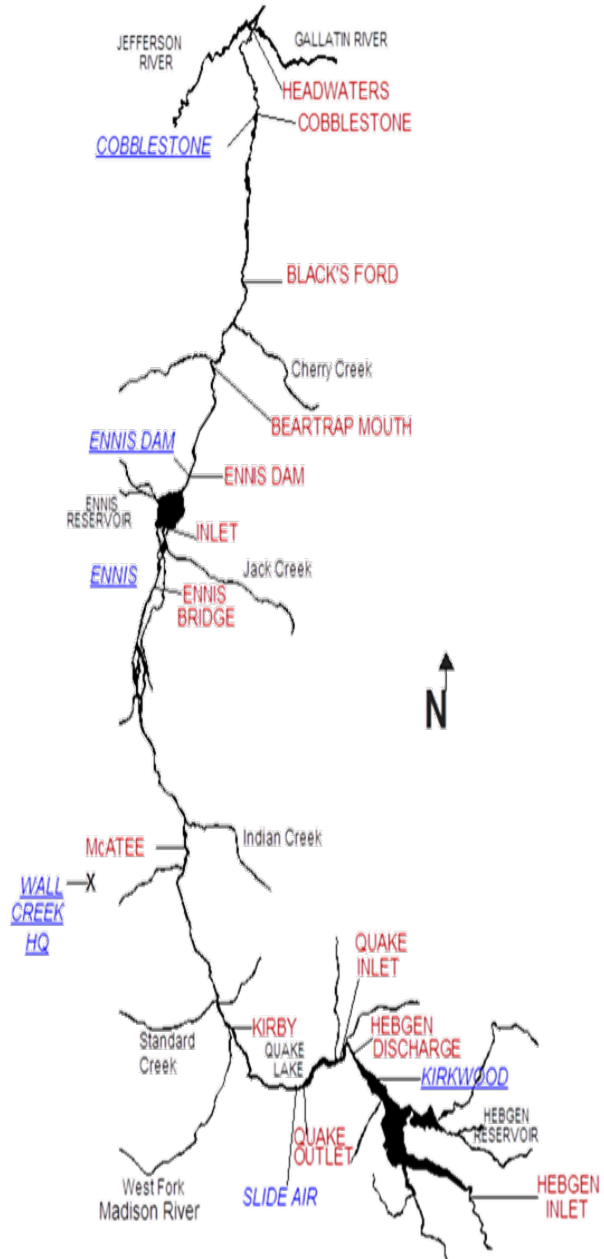 JEFFERSON
RIVER
GALLATIN RIVER
HEADWATERS
COBBLESTONE
COBBLESTONE
BLACK'S FORD
Cherry Creek
BEARTRAP MOUTH
ENNIS DAM
ENNIS DAM
ENNIS
RESERVOIR
INLET
ENNIS
Jack Creek
ENNIS
BRIDGE
N
Indian Creek
McATEE
WALL
CREEK
HQ
X
QUAKE
INLET
KIRBY
HEBGEN
DISCHARGE
Standard
Creek
QUAKE
LAKE
KIRKWOOD
HEBGEN
RESERVOIR
QUAKE
OUTLET
West Fork
Madison River
SLIDE AIR
HEBGEN
INLET